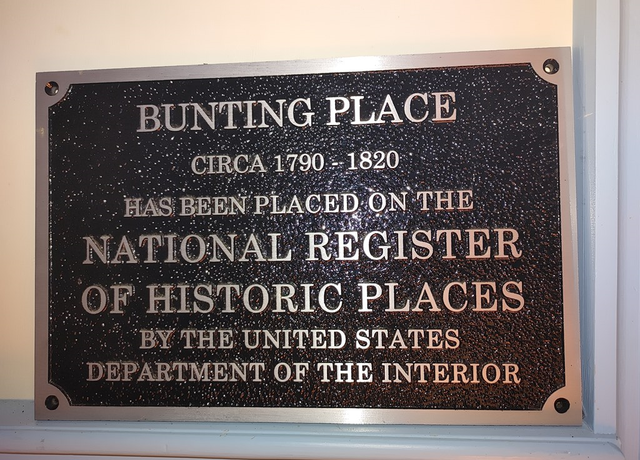 BUNTING PLACE
CIRCA 1790 - 1820
HAS BEEN PLACED ON THE
NATIONAL REGISTER
OF HISTORIC PLACES
BY THE UNITED STATES
DEPARTMENT OF THE INTERIOR